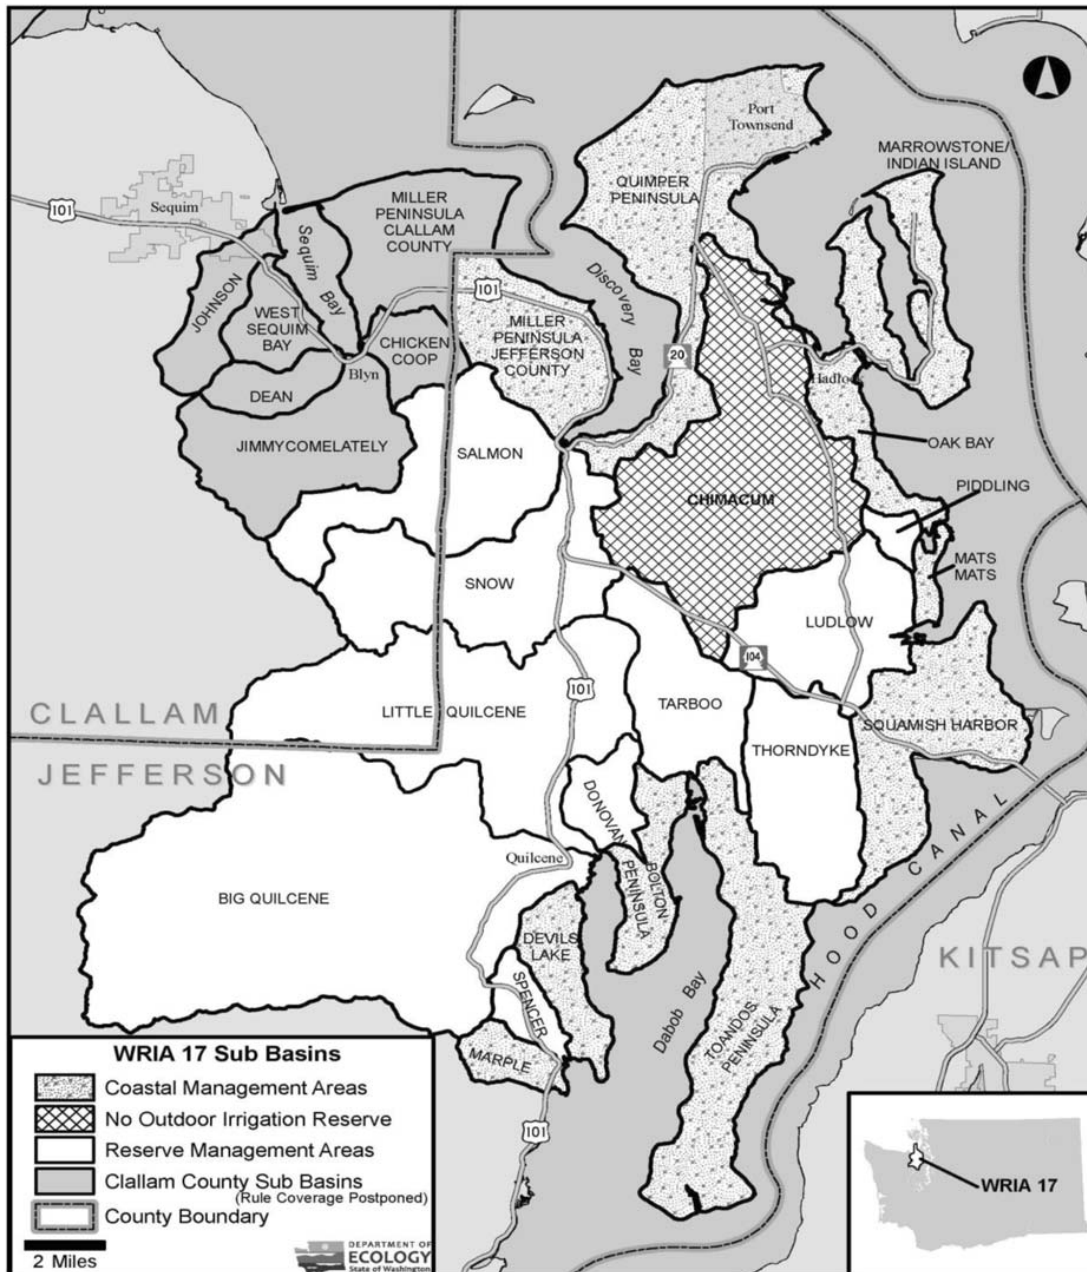 Port
Townsend
MARROWSTONE/
INDIAN ISLAND
QUIMPER
PENINSULA
MILLER
PENINSULA
CLALLAM
COUNTY
101
Sequim
Sequim Bay
Discovery
Bay
101
JOHNSON
WEST
SEQUIM
BAY
MILLER
PENINSULA
JEFFERSON
COUNTY
20
CHICKEN
COOP
Blyn
Hadlock
DEAN
OAK BAY
JIMMYCOMELATELY
SALMON
PIDDLING
CHIMACUM
MATS
MATS
SNOW
LUDLOW
104
101
CLALLAM
LITTLE QUILCENE
TARBOO
SQUAMISH HARBOR
JEFFERSON
THORNDYKE
DONOVAN
HOOD CANAL
Quilcene
BOLTON
PENINSULA
BIG QUILCENE
DEVILS
LAKE
KITSAP
SPENCER
Dabob Bay
TOANDOS
PENINSULA
MARPLE
101
WRIA 17 Sub Basins
Coastal Management Areas
No Outdoor Irrigation Reserve
Reserve Management Areas
Clallam County Sub Basins
(Rule Coverage Postponed)
County Boundary
2 Miles
DEPARTMENT OF
ECOLOGY
State of Washington
WRIA 17